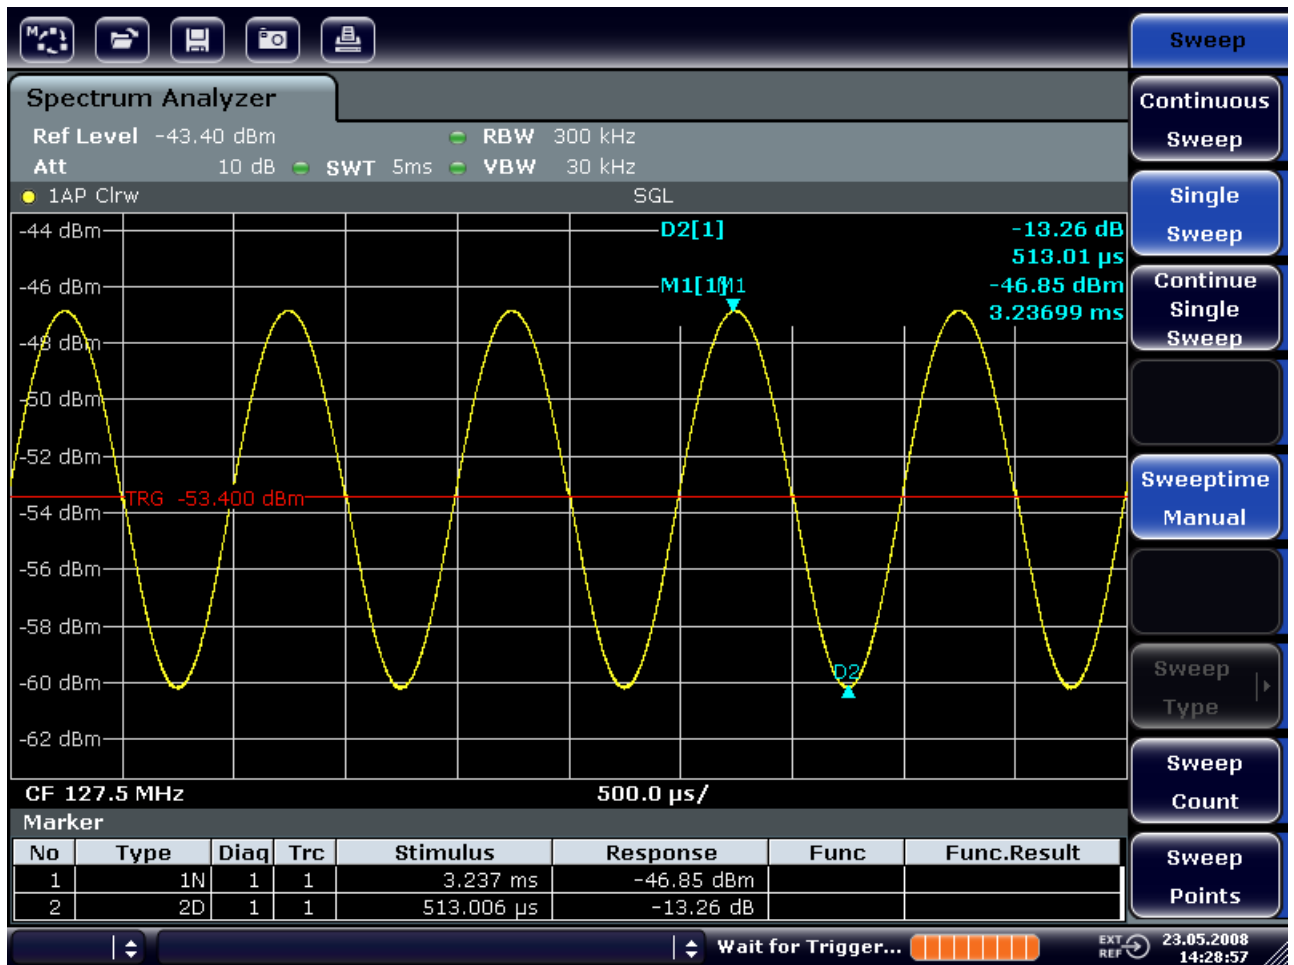 M
Sweep
Spectrum Analyzer
Ref Level -43.40 dBm RBW 300 kHz
Att 10 dB SWT 5ms VBW 30 kHz
1AP Clrw SGL
-44 dBm
D2[1] -13.26 dB
513.01 µs
-46 dBm
M1[1] M1 -46.85 dBm
3.23699 ms
-48 dBm
-50 dBm
-52 dBm
TRG -53.400 dBm
-54 dBm
-56 dBm
-58 dBm
-60 dBm
D2
-62 dBm
CF 127.5 MHz 500.0 µs/
Marker
No Type Diag Trc Stimulus Response Func Func.Result
1 1N 1 1 3.237 ms -46.85 dBm
2 2D 1 1 513.006 µs -13.26 dB
Continuous
Sweep
Single
Sweep
Continue
Single
Sweep
Sweeptime
Manual
Sweep
Type
Sweep
Count
Sweep
Points
Wait for Trigger...
EXT
REF
23.05.2008
14:28:57